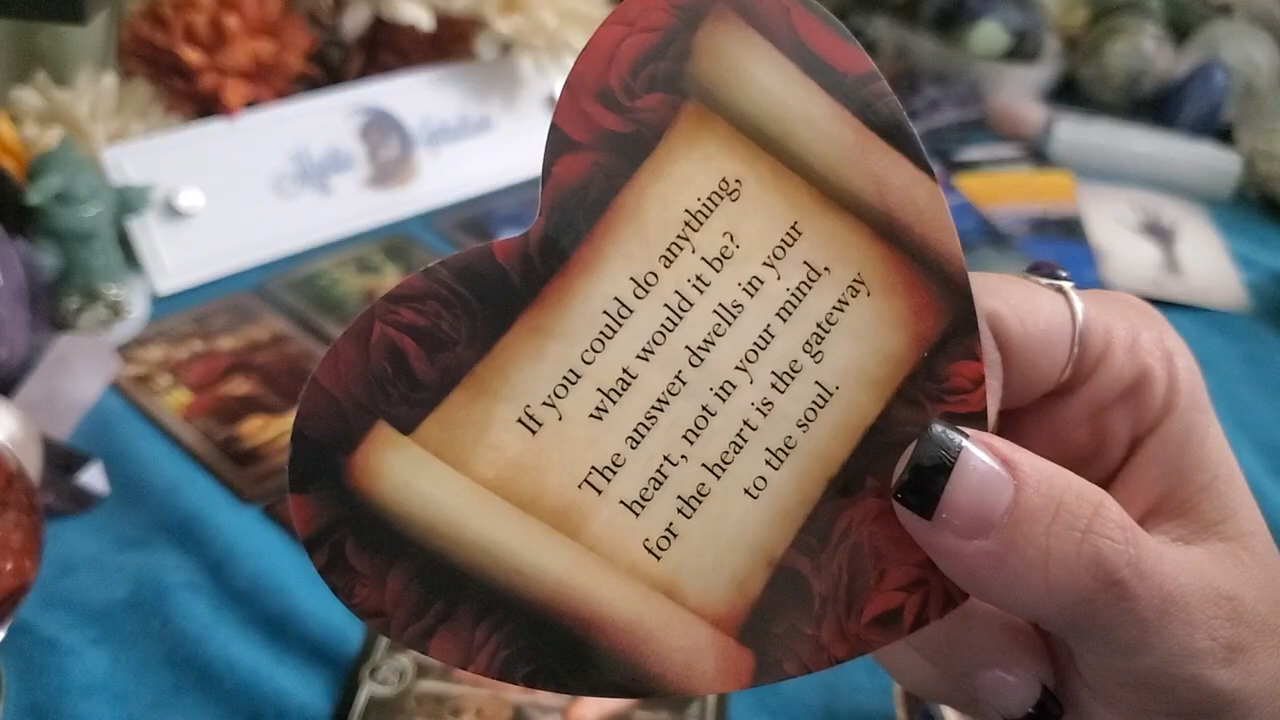 If you could do anything,
what would it be?
The answer dwells in your
heart, not in your mind,
for the heart is the gateway
to the soul.